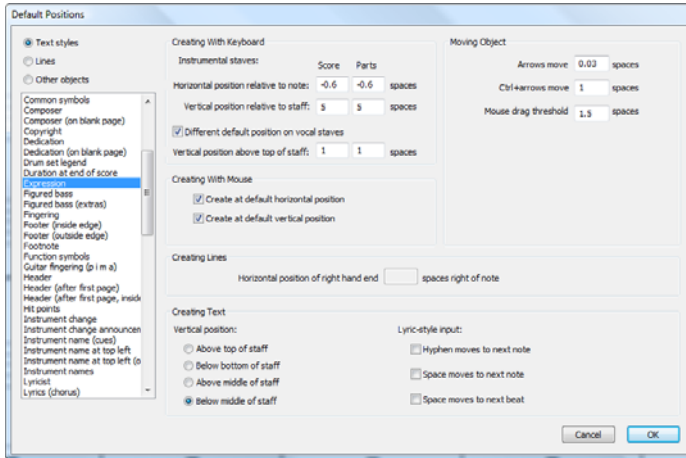 Default Positions
Text styles
Lines
Other objects
Common symbols
Composer
Composer (on blank page)
Copyright
Dedication
Dedication (on blank page)
Drum set legend
Duration at end of score
Expression
Figured bass
Figured bass (extras)
Fingering
Footer (inside edge)
Footer (outside edge)
Footnote
Function symbols
Guitar fingering (p i m a)
Header
Header (after first page)
Header (after first page, inside
Hit points
Instrument change
Instrument change announcen
Instrument name (cues)
Instrument name at top left
Instrument name at top left (o
Instrument names
Lyricist
Lyrics (chorus)
Creating With Keyboard
Instrumental staves:
Score Parts
Horizontal position relative to note: -0.6 -0.6 spaces
Vertical position relative to staff: 5 5 spaces
Different default position on vocal staves
Vertical position above top of staff: 1 1 spaces
Creating With Mouse
Create at default horizontal position
Create at default vertical position
Moving Object
Arrows move 0.03 spaces
Ctrl+arrows move 1 spaces
Mouse drag threshold 1.5 spaces
Creating Lines
Horizontal position of right hand end spaces right of note
Creating Text
Vertical position:
Above top of staff
Below bottom of staff
Above middle of staff
Below middle of staff
Lyric-style input:
Hyphen moves to next note
Space moves to next note
Space moves to next beat
Cancel OK